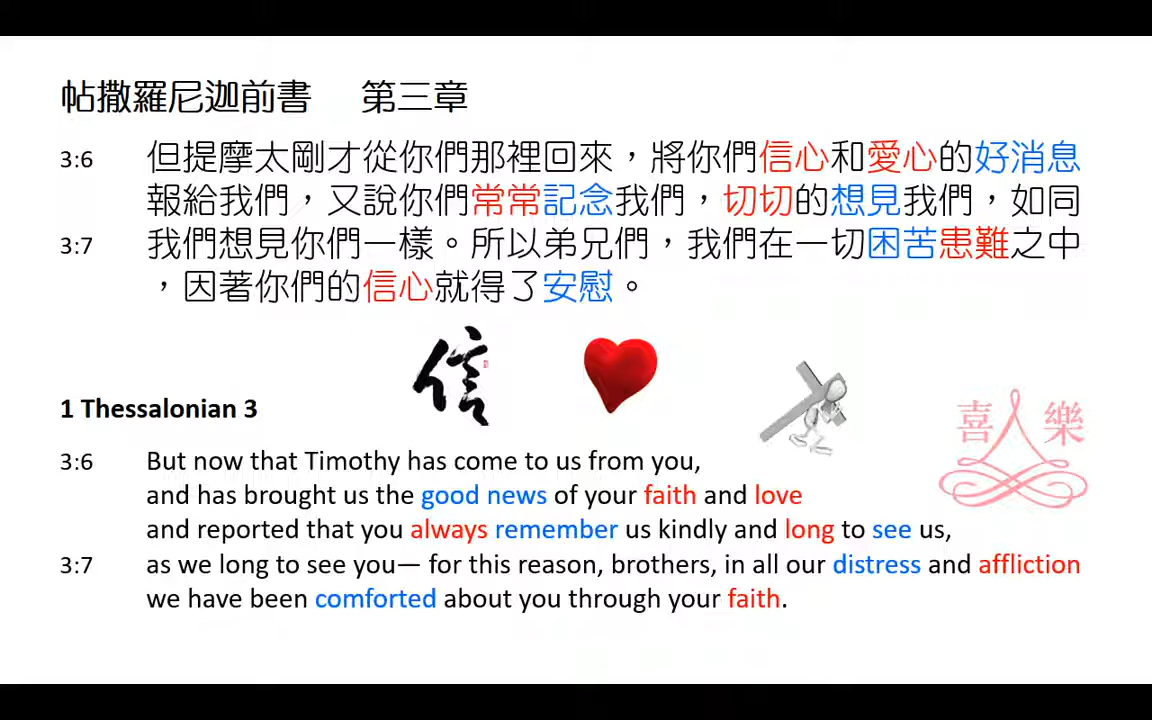 帖撒羅尼迦前書 第三章
3:6 但提摩太剛才從你們那裡回來，將你們信心和愛心的好消息
報給我們，又說你們常常記念我們，切切的想見我們，如同
3:7 我們想見你們一樣。所以弟兄們，我們在一切困苦患難之中
，因著你們的信心就得了安慰。
信
喜 樂
1 Thessalonian 3
3:6 But now that Timothy has come to us from you,
and has brought us the good news of your faith and love
and reported that you always remember us kindly and long to see us,
3:7 as we long to see you— for this reason, brothers, in all our distress and affliction
we have been comforted about you through your faith.